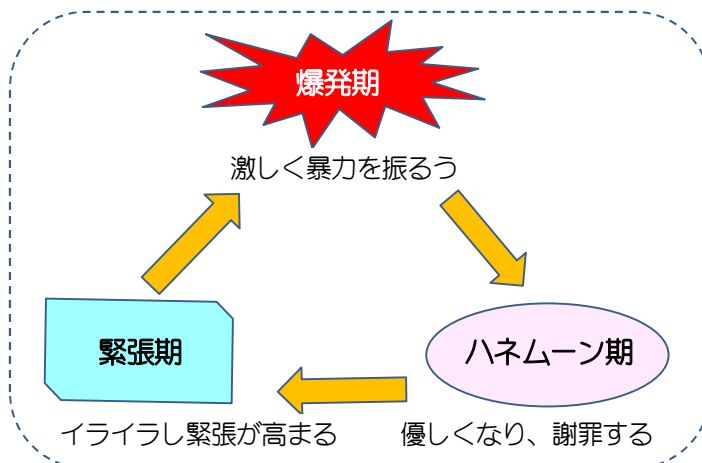 爆発期
激しく暴力を振るう
緊張期
ハネムーン期
イライラし緊張が高まる
優しくなり、謝罪する